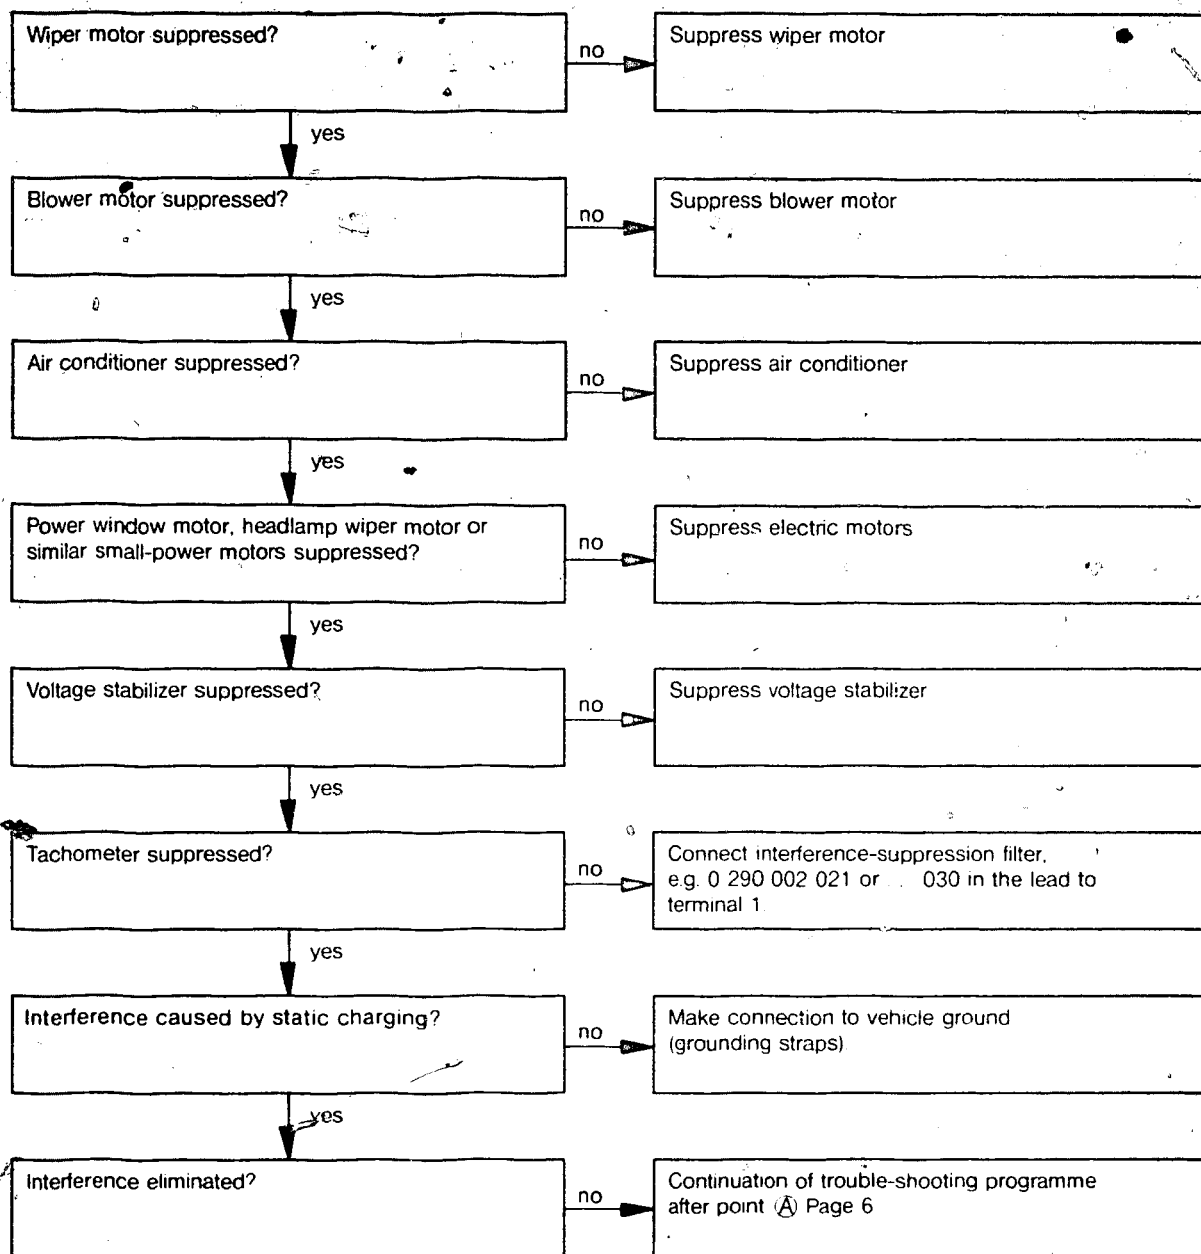 Wiper motor suppressed?
no
Suppress wiper motor
yes
Blower motor suppressed?
no
Suppress blower motor
yes
Air conditioner suppressed?
no
Suppress air conditioner
yes
Power window motor, headlamp wiper motor or
similar small-power motors suppressed?
no
Suppress electric motors
yes
Voltage stabilizer suppressed?
no
Suppress voltage stabilizer
yes
Tachometer suppressed?
no
Connect interference-suppression filter,
e.g. 0 290 002 021 or ... 030 in the lead to
terminal 1.
yes
Interference caused by static charging?
no
Make connection to vehicle ground
(grounding straps)
yes
Interference eliminated?
no
Continuation of trouble-shooting programme
after point Ⓐ Page 6